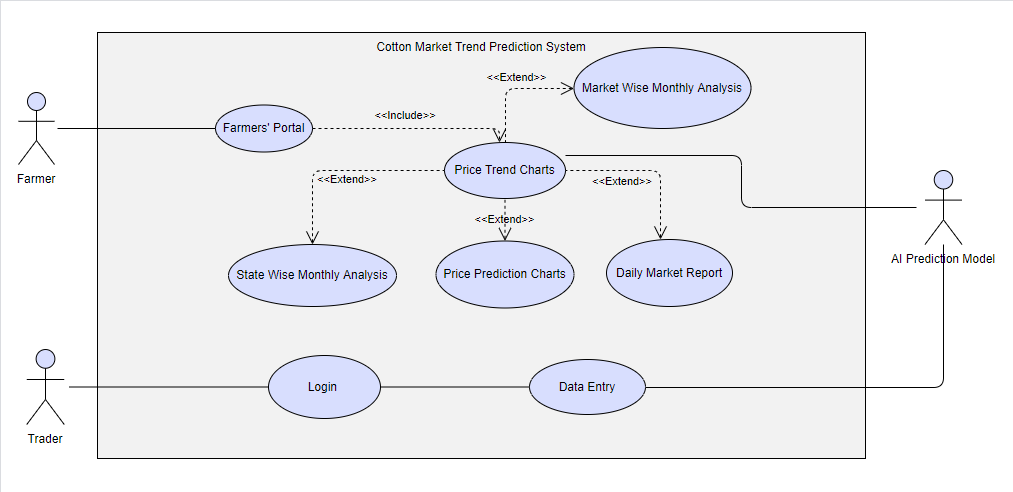 Cotton Market Trend Prediction System
<<Extend>>
Market Wise Monthly Analysis
<<Include>>
Farmers' Portal
Farmer
Price Trend Charts
<<Extend>>
<<Extend>>
<<Extend>>
AI Prediction Model
State Wise Monthly Analysis
Price Prediction Charts
Daily Market Report
Login
Data Entry
Trader